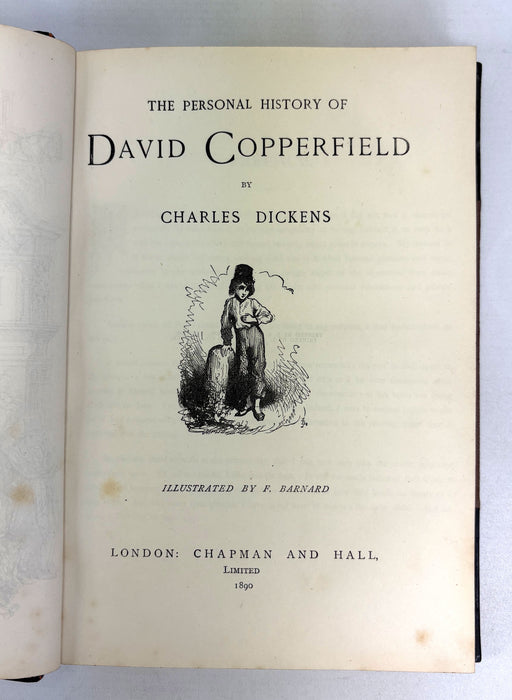 THE PERSONAL HISTORY OF
DAVID COPPERFIELD
BY
CHARLES DICKENS
ILLUSTRATED BY F. BARNARD
LONDON: CHAPMAN AND HALL,
LIMITED
1890